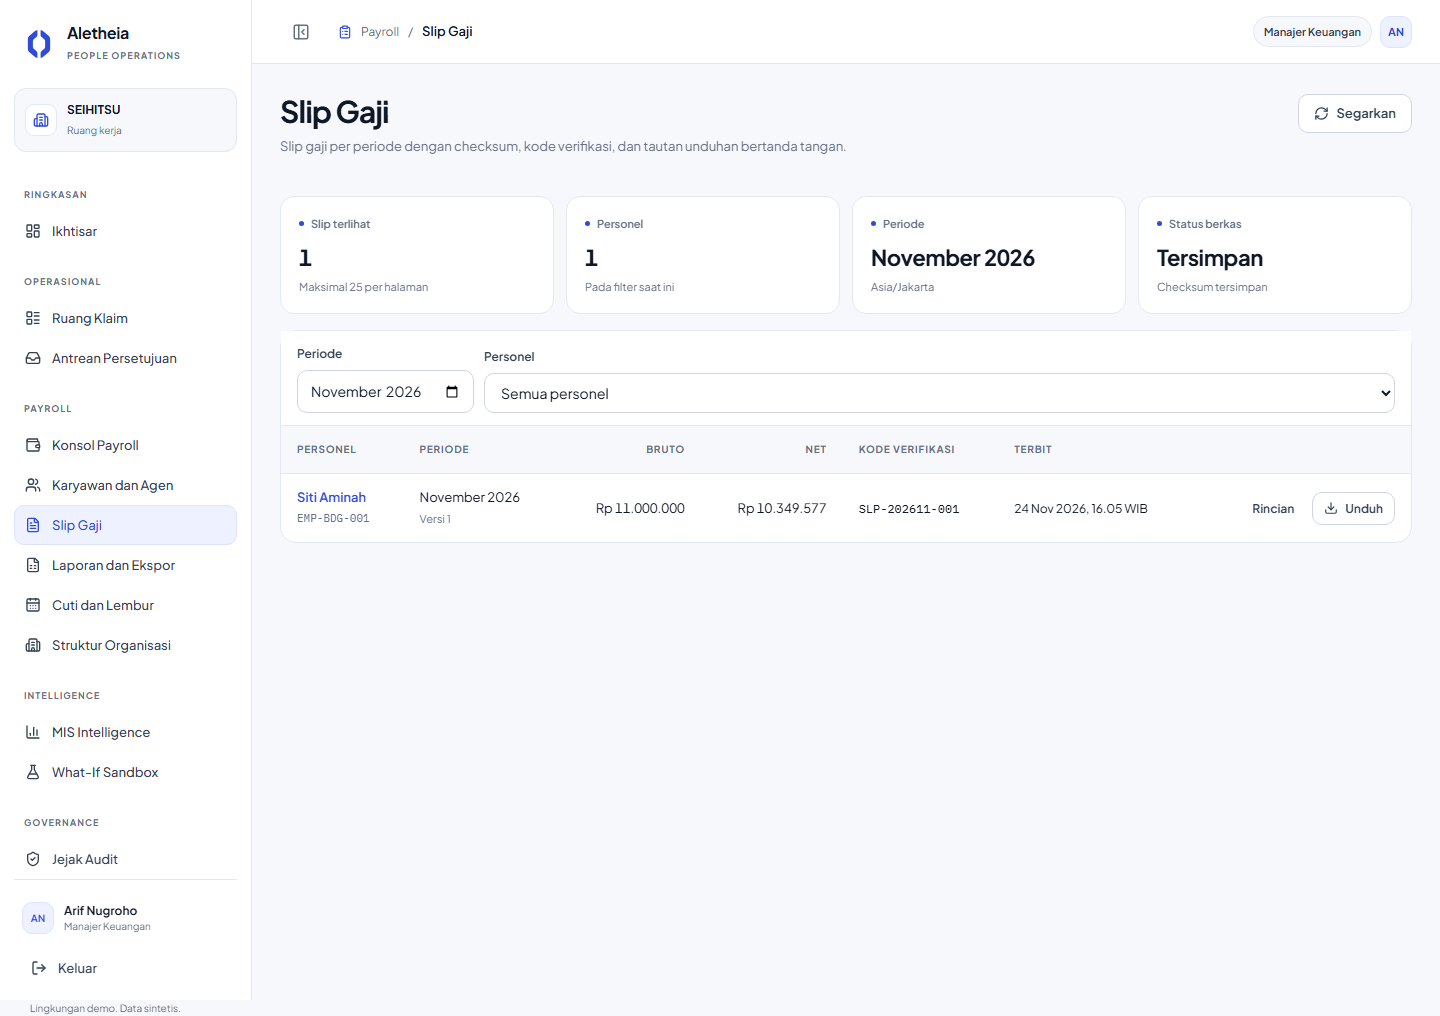 Aletheia
PEOPLE OPERATIONS
SEIHITSU
Ruang kerja
RINGKASAN
Ikhtisar
OPERASIONAL
Ruang Klaim
Antrean Persetujuan
PAYROLL
Konsol Payroll
Karyawan dan Agen
Slip Gaji
Laporan dan Ekspor
Cuti dan Lembur
Struktur Organisasi
INTELLIGENCE
MIS Intelligence
What-If Sandbox
GOVERNANCE
Jejak Audit
AN
Arif Nugroho
Manajer Keuangan
Keluar
Lingkungan demo. Data sintetis.
Payroll / Slip Gaji
Manajer Keuangan AN
Slip Gaji
Segarkan
Slip gaji per periode dengan checksum, kode verifikasi, dan tautan unduhan bertanda tangan.
Slip terlihat
1
Maksimal 25 per halaman
Personel
1
Pada filter saat ini
Periode
November 2026
Asia/Jakarta
Status berkas
Tersimpan
Checksum tersimpan
Periode
November 2026
Personel
Semua personel
PERSONEL PERIODE BRUTO NET KODE VERIFIKASI TERBIT
Siti Aminah November 2026 Rp 11.000.000 Rp 10.349.577 SLP-202611-001 24 Nov 2026, 16.05 WIB Rincian Unduh
EMP-BDG-001 Versi 1